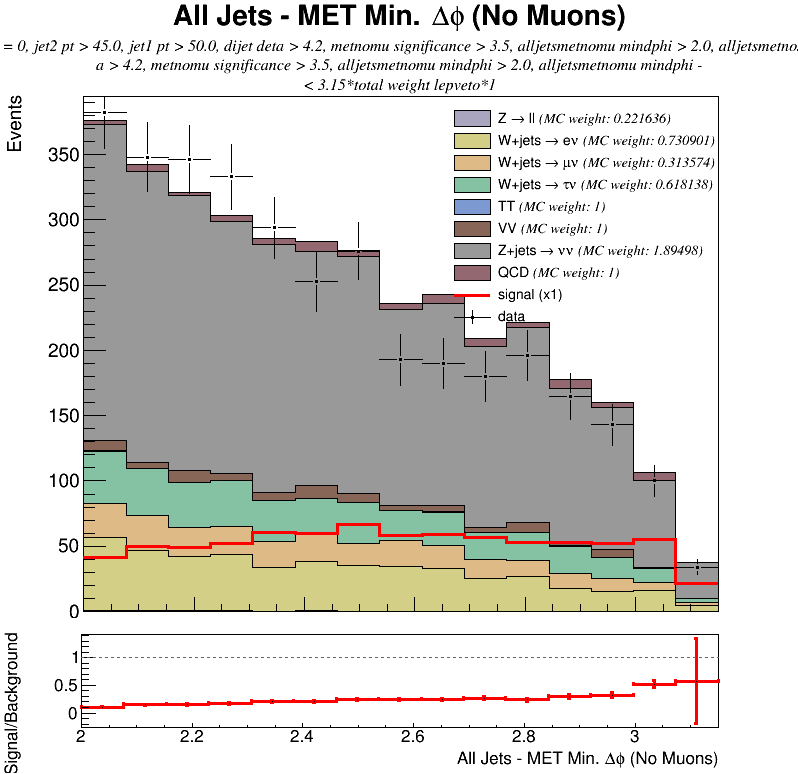 All Jets - MET Min. Δϕ (No Muons)
= 0, jet2 pt > 45.0, jet1 pt > 50.0, dijet deta > 4.2, metnomu significance > 3.5, alljetsmetnomu mindphi > 2.0, alljetsmetno
a > 4.2, metnomu significance > 3.5, alljetsmetnomu mindphi > 2.0, alljetsmetnomu mindphi -
< 3.15*total weight lepveto*1
Events
350
300
250
200
150
100
50
0
Z → ll (MC weight: 0.221636)
W+jets → eν (MC weight: 0.730901)
W+jets → μν (MC weight: 0.313574)
W+jets → τν (MC weight: 0.618138)
TT (MC weight: 1)
VV (MC weight: 1)
Z+jets → νν (MC weight: 1.89498)
QCD (MC weight: 1)
signal (x1)
data
Signal/Background
1
0.5
0
2 2.2 2.4 2.6 2.8 3
All Jets - MET Min. Δϕ (No Muons)